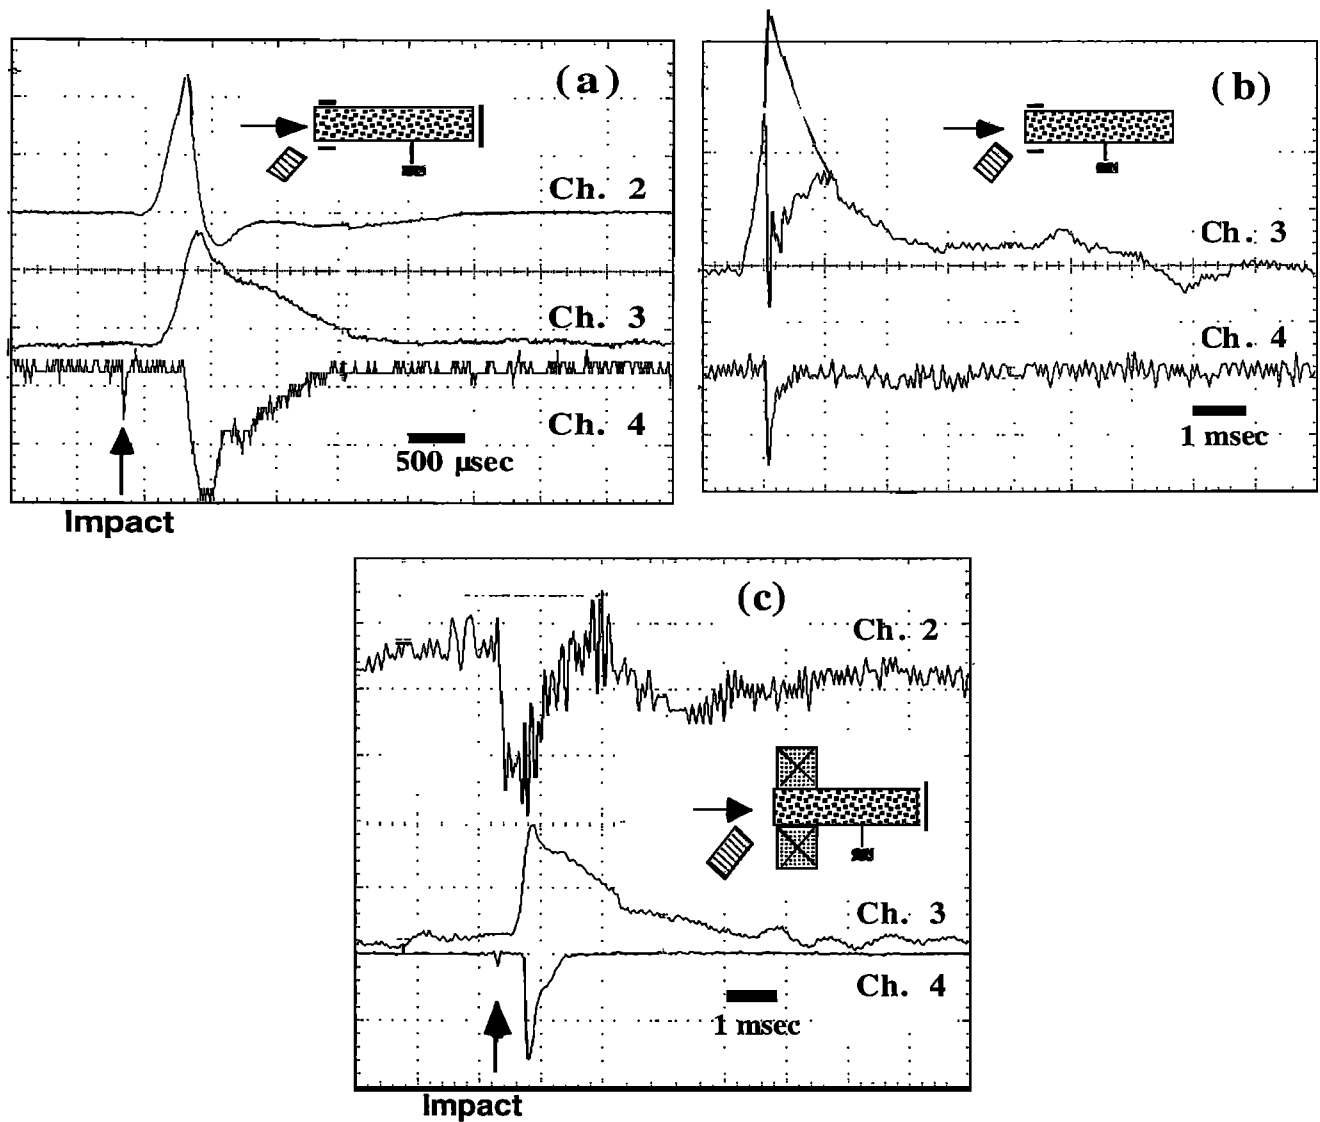 (a)
Ch. 2
Ch. 3
Ch. 4
500 μsec
Impact
(b)
Ch. 3
Ch. 4
1 msec
(c)
Ch. 2
Ch. 3
Ch. 4
1 msec
Impact